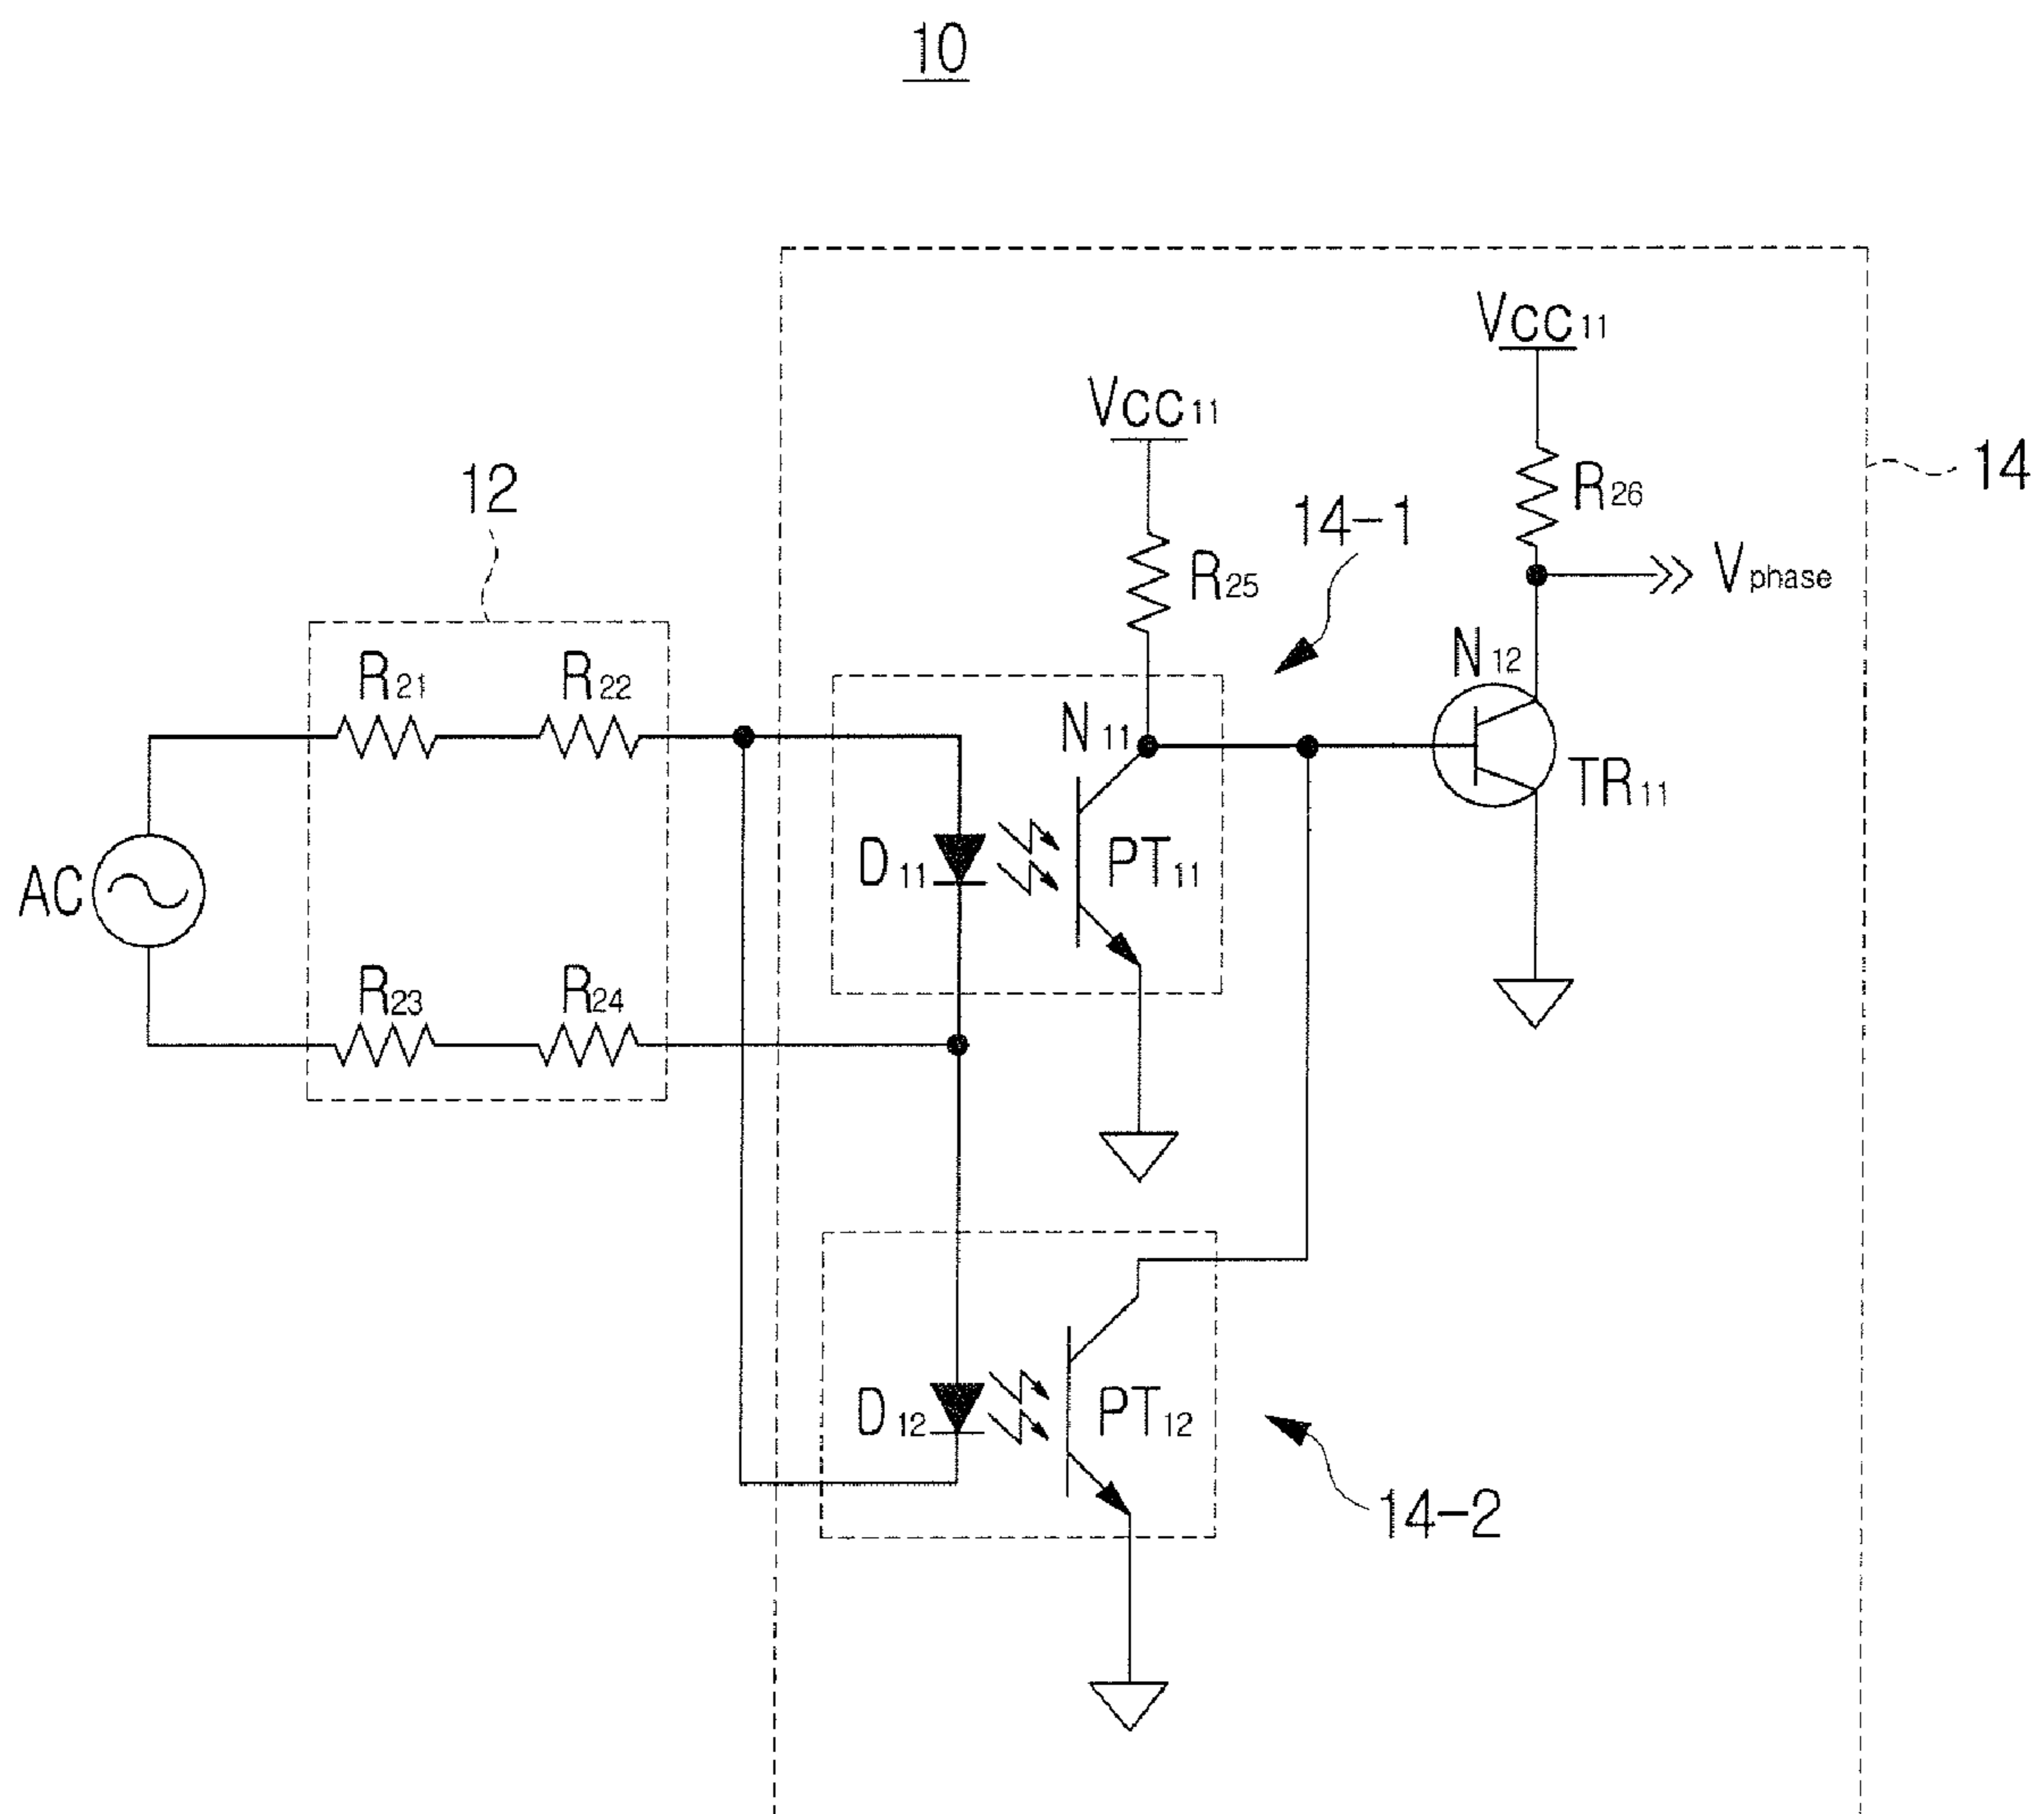 10
Vcc11
Vcc11
14
12
R26
14-1
R25
Vphase
N12
R21
R22
N11
TR11
D11
PT11
AC
R23
R24
D12
PT12
14-2